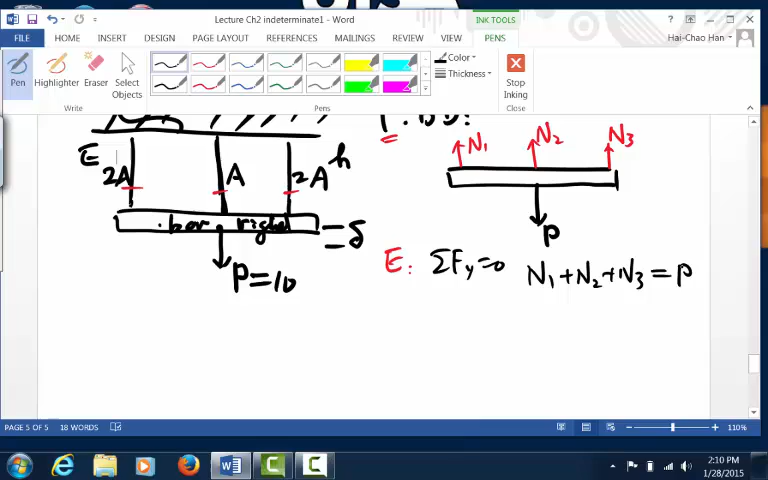 Lecture Ch2 indeterminate1 - Word
INK TOOLS
FILE HOME INSERT DESIGN PAGE LAYOUT REFERENCES MAILINGS REVIEW VIEW PENS
Hai-Chao Han
Pen Highlighter Eraser Select Objects
Color
Thickness
Stop Inking
Write Pens Close
E
2A A 2A h
N1 N2 N3
bar right = δ
P
P=10
E: ΣFy=0 N1+N2+N3=P
PAGE 5 OF 5 18 WORDS 110%
2:10 PM
1/28/2015